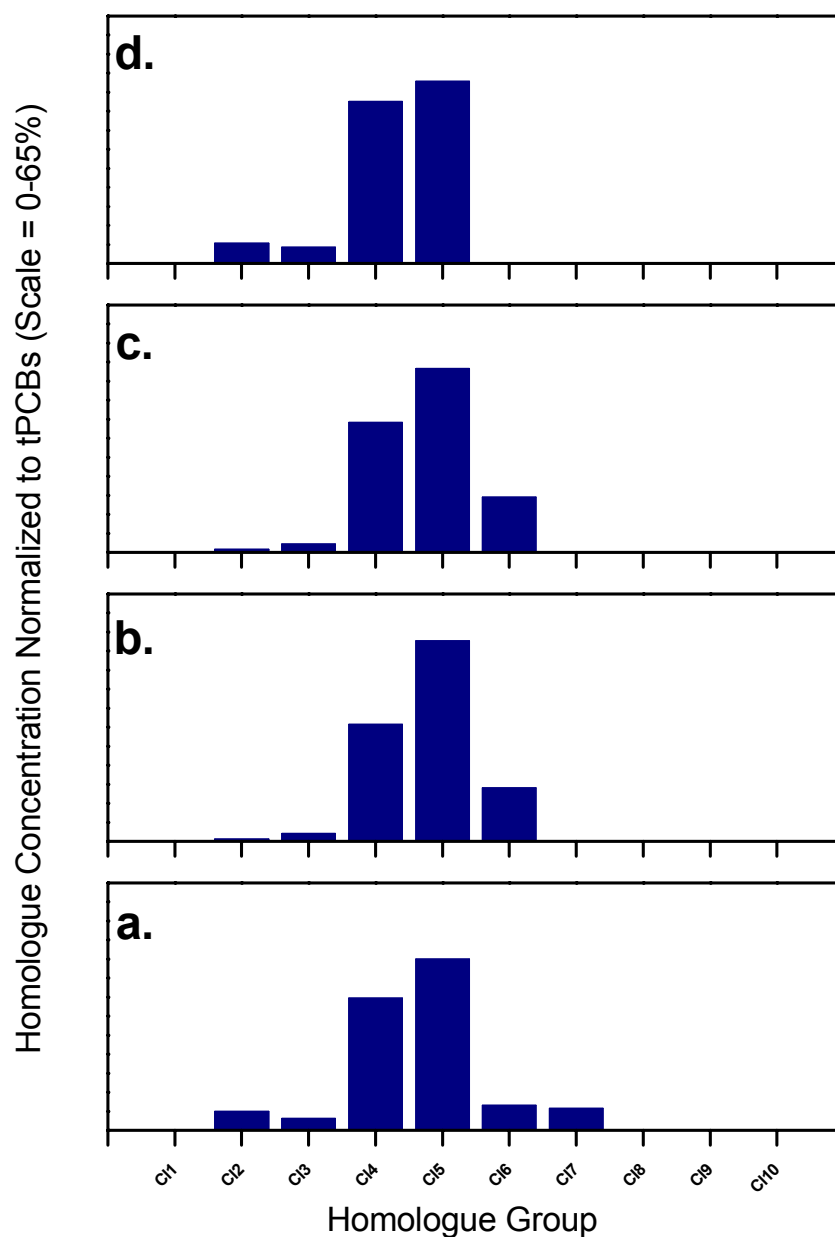 Homologue Concentration Normalized to tPCBs (Scale = 0-65%)
d.
c.
b.
a.
Cl1 Cl2 Cl3 Cl4 Cl5 Cl6 Cl7 Cl8 Cl9 Cl10
Homologue Group